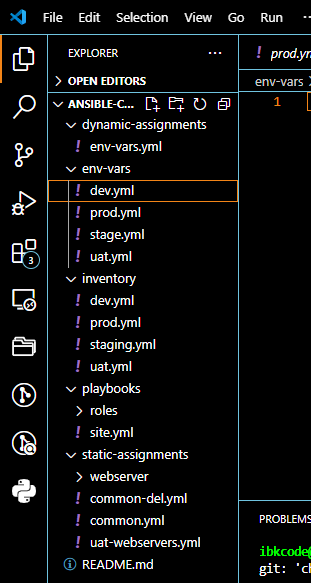 File Edit Selection View Go Run
EXPLORER ...
! prod.ym
OPEN EDITORS
env-vars
ANSIBLE-C...
1
dynamic-assignments
! env-vars.yml
env-vars
! dev.yml
! prod.yml
! stage.yml
! uat.yml
3
inventory
! dev.yml
! prod.yml
! staging.yml
! uat.yml
playbooks
roles
! site.yml
static-assignments
webserver
! common-del.yml
! common.yml
! uat-webservers.yml
README.md
PROBLEMS
ibkcode@
git: 'c